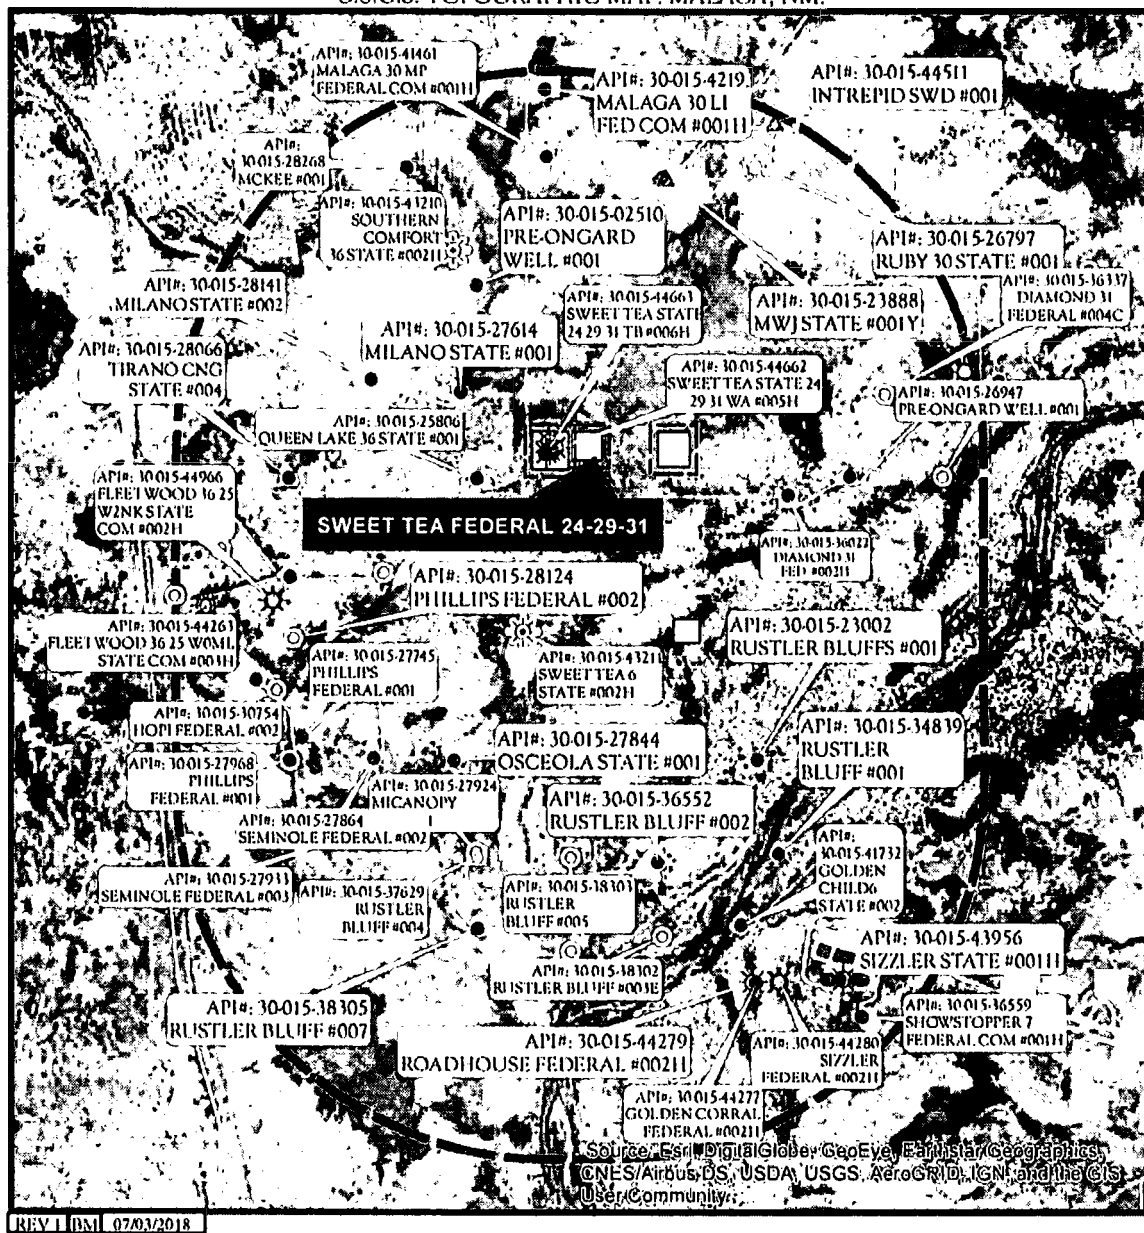 U.S.G.S. TOPOGRAPHIC MAP: MALAGA, NM.
API#: 30-015-41461
MALAGA 30 MP
FEDERAL COM #001H
API#: 30-015-4219
MALAGA 30 LI
FED COM #001H
API#: 30-015-44511
INTREPID SWD #001
API#:
30-015-28268
MCKEE #001
API#: 30-015-43210
SOUTHERN
COMFORT
36 STATE #002H
API#: 30-015-02510
PRE-ONGARD
WELL #001
API#: 30-015-26797
RUBY 30 STATE #001
API#: 30-015-28141
MILANO STATE #002
API#: 30-015-44663
SWEET TEA STATE
24 29 31 TB #006H
API#: 30-015-23888
MWJ STATE #001Y
API#: 30-015-36337
DIAMOND 31
FEDERAL #004C
API#: 30-015-27614
MILANO STATE #001
API#: 30-015-28066
TIRANO CNG
STATE #004
API#: 30-015-44662
SWEET TEA STATE 24
29 31 WA #005H
API#: 30-015-26947
PRE-ONGARD WELL #001
API#: 30-015-25806
QUEEN LAKE 36 STATE #001
API#: 30-015-44966
FLEETWOOD 36 25
W2NK STATE
COM #002H
SWEET TEA FEDERAL 24-29-31
API#: 30-015-36027
DIAMOND 31
FED #002H
API#: 30-015-28124
PHILLIPS FEDERAL #002
API#: 30-015-44263
FLEETWOOD 36 25 W0ML
STATE COM #003H
API#: 30-015-23002
RUSTLER BLUFFS #001
API#: 30-015-27745
PHILLIPS
FEDERAL #001
API#: 30-015-43211
SWEET TEA 6
STATE #002H
API#: 30-015-30754
HOPI FEDERAL #002
API#: 30-015-27844
OSCEOLA STATE #001
API#: 30-015-34839
RUSTLER
BLUFF #001
API#: 30-015-27968
PHILLIPS
FEDERAL #001
API#: 30-015-27924
MICANOPY
API#: 30-015-36552
RUSTLER BLUFF #002
API#: 30-015-27864
SEMINOLE FEDERAL #002
API#:
30-015-41732
GOLDEN
CHILD6
STATE #002
API#: 30-015-27933
SEMINOLE FEDERAL #003
API#: 30-015-37629
RUSTLER
BLUFF #004
API#: 30-015-38303
RUSTLER
BLUFF #005
API#: 30-015-43956
SIZZLER STATE #001H
API#: 30-015-38302
RUSTLER BLUFF #003E
API#: 30-015-38305
RUSTLER BLUFF #007
API#: 30-015-36559
SHOWSTOPPER 7
FEDERAL COM #001H
API#: 30-015-44279
ROADHOUSE FEDERAL #002H
API#: 30-015-44280
SIZZLER
FEDERAL #002H
API#: 30-015-44277
GOLDEN CORRAL
FEDERAL #002H
Source: Esri, DigitalGlobe, GeoEye, Earthstar Geographics,
CNES/Airbus DS, USDA, USGS, AeroGRID, IGN, and the GIS
User Community
REV 1 BM 07/03/2018